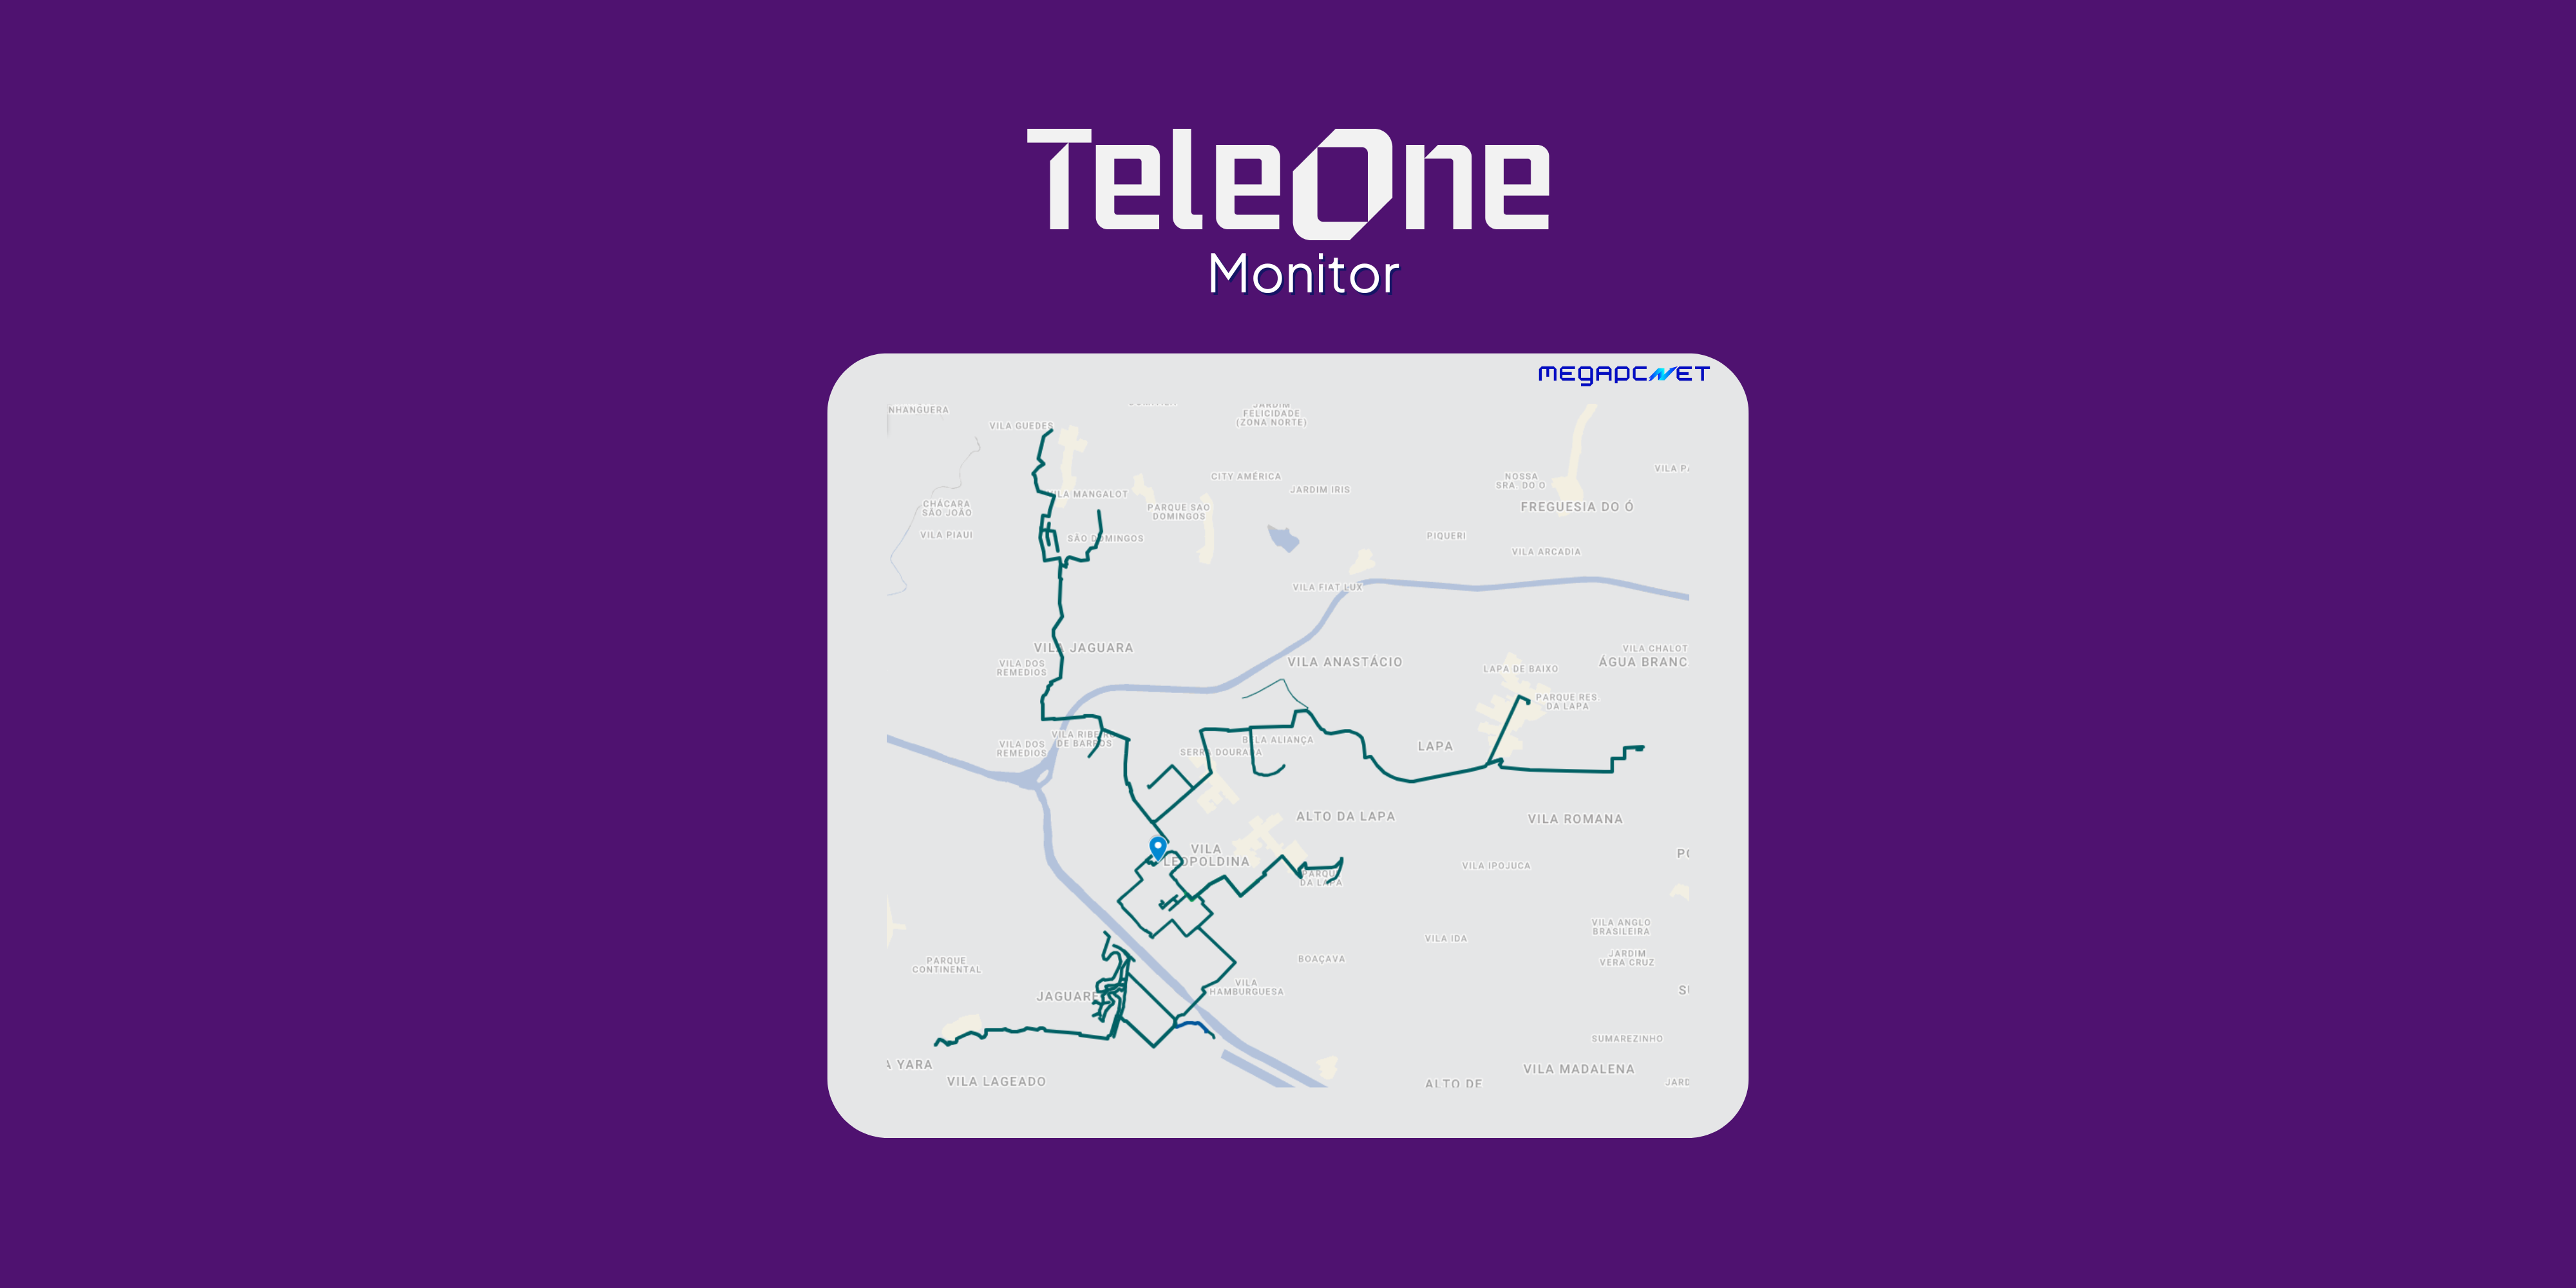 TeleOne
Monitor
MEGAPCNET
NHANGUERA
JARDIM
FELICIDADE
(ZONA NORTE)
VILA GUEDES
CITY AMÉRICA
NOSSA
SRA. DO Ó
VILA PA
JARDIM IRIS
VILA MANGALOT
CHÁCARA
SÃO JOÃO
PARQUE SÃO
DOMINGOS
FREGUESIA DO Ó
VILA PIAUI
SÃO DOMINGOS
PIQUERI
VILA ARCADIA
VILA FIAT LUX
VILA JAGUARA
VILA CHALOT
VILA DOS
REMEDIOS
VILA ANASTÁCIO
LAPA DE BAIXO
ÁGUA BRANC
PARQUE RES.
DA LAPA
VILA RIBEIRO
DE BARROS
VILA DOS
REMEDIOS
BELA ALIANÇA
SERRA DOURADA
LAPA
ALTO DA LAPA
VILA ROMANA
VILA
LEOPOLDINA
VILA IPOJUCA
PARQUE
DA LAPA
VILA ANGLO
BRASILEIRA
VILA IDA
PARQUE
CONTINENTAL
BOAÇAVA
JARDIM
VERA CRUZ
VILA
HAMBURGUESA
JAGUARÉ
SUMAREZINHO
A YARA
VILA MADALENA
VILA LAGEADO
ALTO DE
JARD